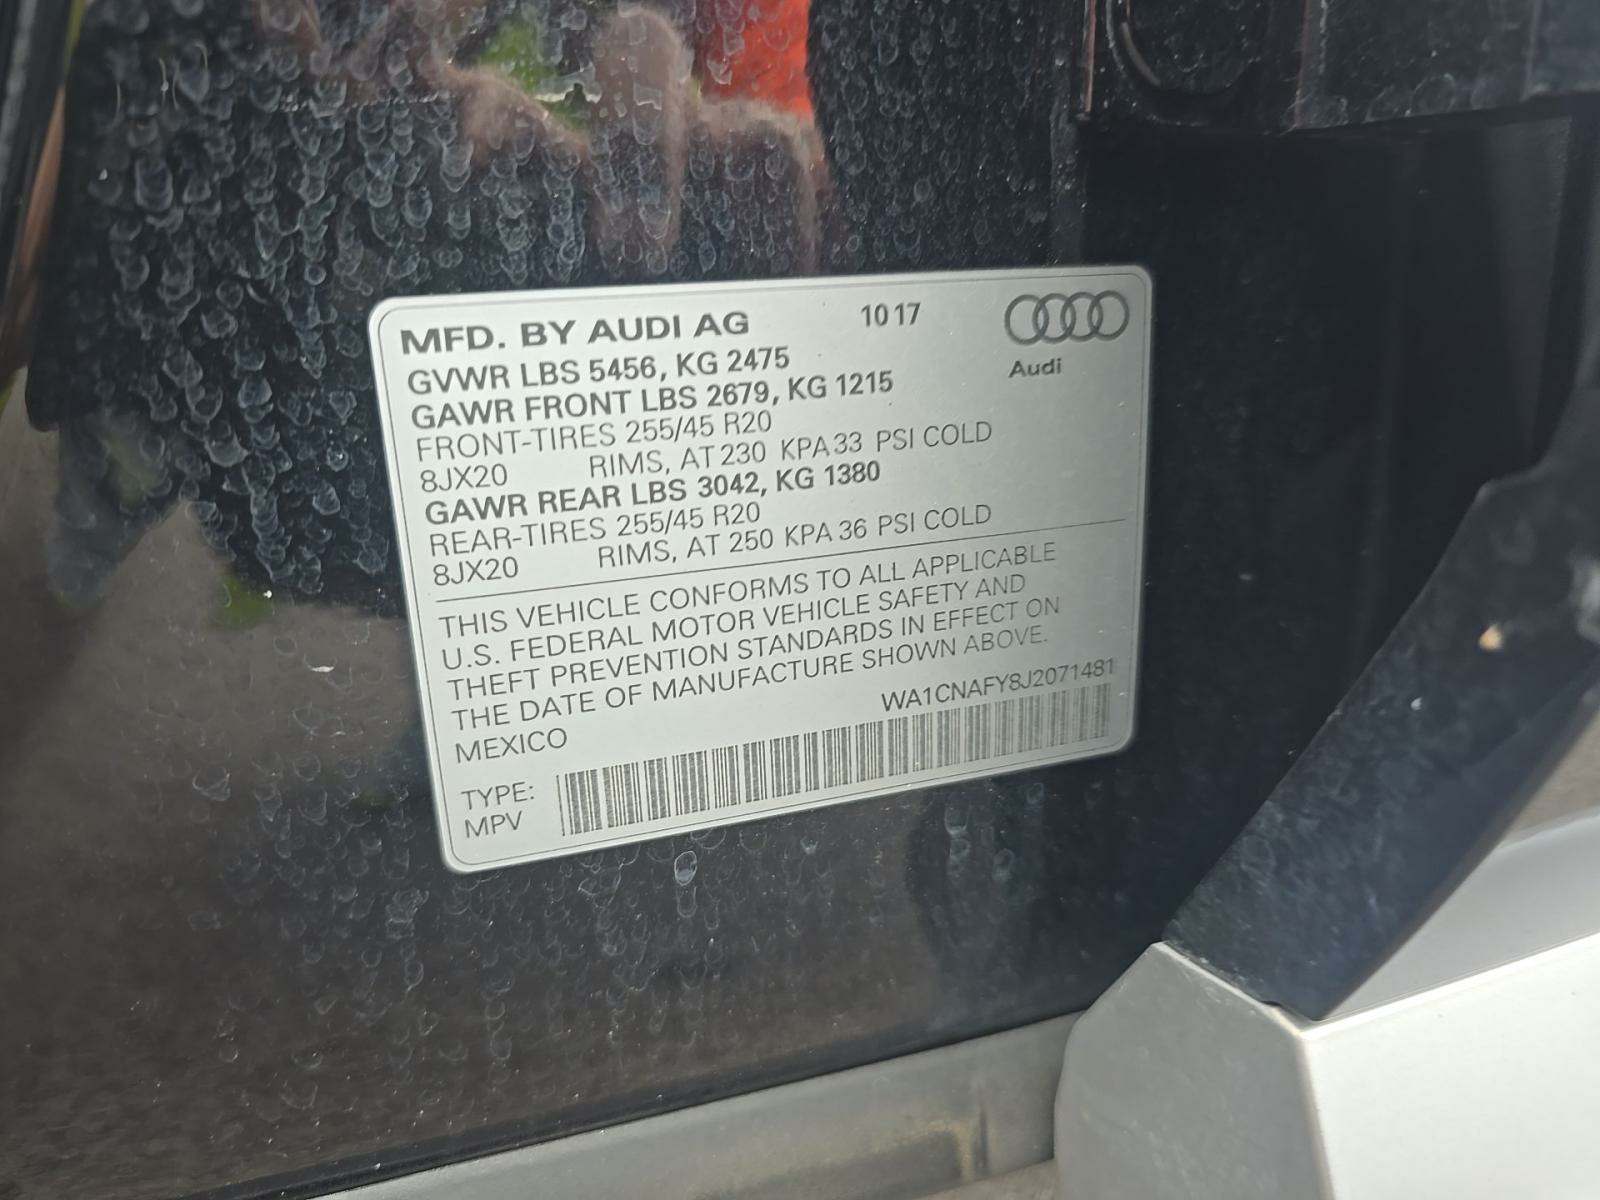 MFD. BY AUDI AG 10 17
GVWR LBS 5456, KG 2475
Audi
GAWR FRONT LBS 2679, KG 1215
FRONT-TIRES 255/45 R20
8JX20 RIMS, AT 230 KPA 33 PSI COLD
GAWR REAR LBS 3042, KG 1380
REAR-TIRES 255/45 R20
8JX20 RIMS, AT 250 KPA 36 PSI COLD
THIS VEHICLE CONFORMS TO ALL APPLICABLE
U.S. FEDERAL MOTOR VEHICLE SAFETY AND
THEFT PREVENTION STANDARDS IN EFFECT ON
THE DATE OF MANUFACTURE SHOWN ABOVE.
MEXICO WA1CNAFY8J2071481
TYPE:
MPV